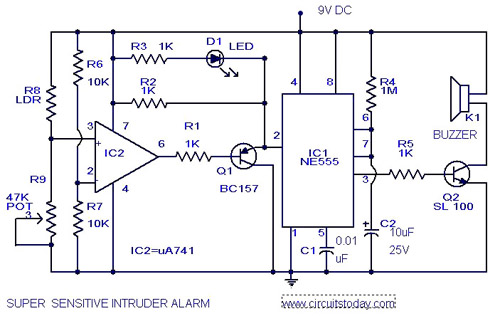 9V DC
R3 1K
D1
LED
R6
10K
R2
1K
R8
LDR
4
8
R4
1M
K1
BUZZER
3
+
7
IC2
6
R1
1K
2
-
4
Q1
BC157
2
IC1
NE555
6
7
3
R5
1K
Q2
SL 100
R9
47K
POT
3
R7
10K
IC2=uA741
1
5
C1
0.01
uF
+
C2
10uF
25V
SUPER SENSITIVE INTRUDER ALARM
www.circuitstoday.com